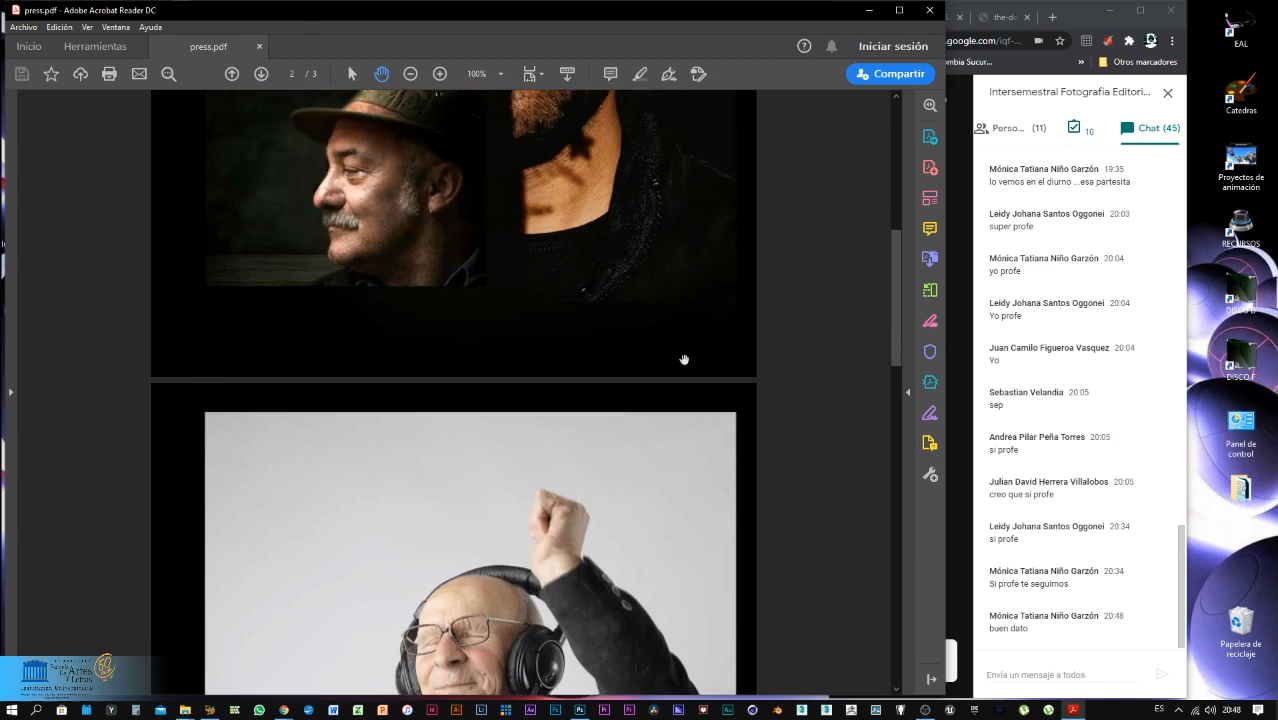 press.pdf - Adobe Acrobat Reader DC
Archivo Edición Ver Ventana Ayuda
Inicio Herramientas press.pdf Iniciar sesión
2 / 3 100% Compartir
the-d
.google.com/iqf-...
ombia Sucur... » Otros marcadores
Intersemestral Fotografía Editori...
Perso... (11) 10 Chat (45)
Mónica Tatiana Niño Garzón 19:35
lo vemos en el diurno ...esa partesita
Leidy Johana Santos Oggonei 20:03
super profe
Mónica Tatiana Niño Garzón 20:04
yo profe
Leidy Johana Santos Oggonei 20:04
Yo profe
Juan Camilo Figueroa Vasquez 20:04
Yo
Sebastian Velandia 20:05
sep
Andrea Pilar Peña Torres 20:05
si profe
Julian David Herrera Villalobos 20:05
creo que si profe
Leidy Johana Santos Oggonei 20:34
si profe
Mónica Tatiana Niño Garzón 20:34
Si profe te seguimos
Mónica Tatiana Niño Garzón 20:48
buen dato
Envía un mensaje a todos
EAL
Catedras
Proyectos de
animación
RECURSOS
DISCO D
DISCO F
Panel de
control
Papelera de
reciclaje
ES 20:48